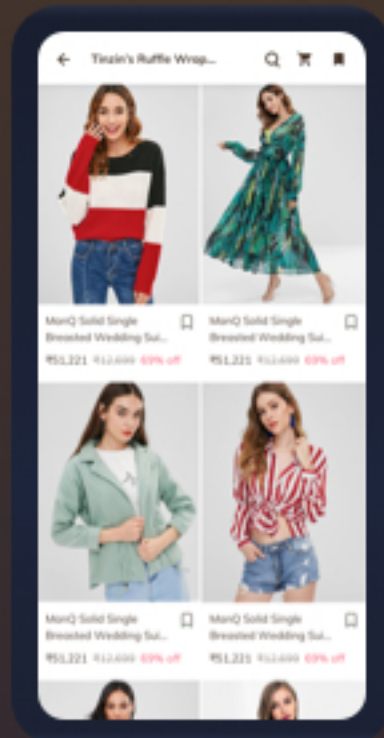 Tinzin's Ruffle Wrap...
ManQ Solid Single
Breasted Wedding Sui...
₹51,221 ₹12,699 69% off
ManQ Solid Single
Breasted Wedding Sui...
₹51,221 ₹12,699 69% off
ManQ Solid Single
Breasted Wedding Sui...
₹51,221 ₹12,699 69% off
ManQ Solid Single
Breasted Wedding Sui...
₹51,221 ₹12,699 69% off